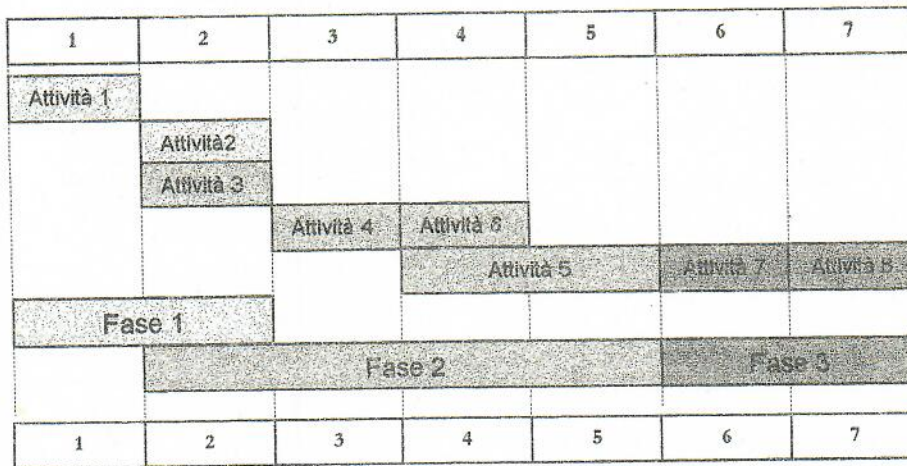 1 2 3 4 5 6 7
Attività 1
Attività2
Attività 3
Attività 4 Attività 6
Attività 5 Attività 7 Attività 8
Fase 1
Fase 2 Fase 3
1 2 3 4 5 6 7